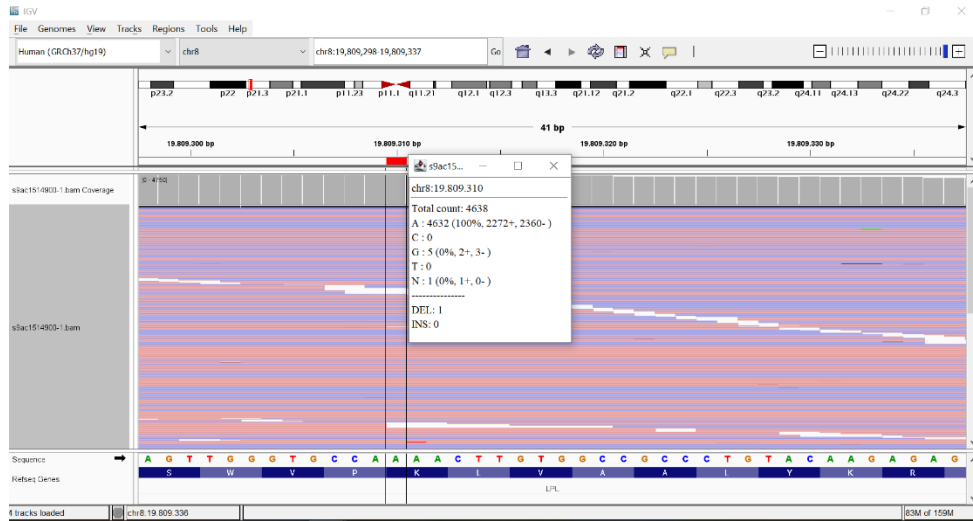 IGV
File Genomes View Tracks Regions Tools Help
Human (GRCh37/hg19) chr8 chr8:19,809,298-19,809,337 Go
p23.2 p22 p21.3 p21.1 p11.23 p11.1 q11.21 q12.1 q12.3 q13.3 q21.12 q21.2 q22.1 q22.3 q23.2 q24.11 q24.13 q24.22 q24.3
41 bp
19.809.300 bp 19.809.310 bp 19.809.320 bp 19.809.330 bp
s9ac15...
chr8:19.809.310
Total count: 4638
A : 4632 (100%, 2272+, 2360- )
C : 0
G : 5 (0%, 2+, 3- )
T : 0
N : 1 (0%, 1+, 0- )
---------------
DEL: 1
INS: 0
s9ac1514900-1.bam Coverage
s9ac1514900-1.bam
Sequence A G T T G G G T G C C A A A A C T T G T G G C C G C C C T G T A C A A G A G A G
Refseq Genes S W V P K L V A A L Y K R
LPL
tracks loaded chr8:19.809.336 83M of 159M